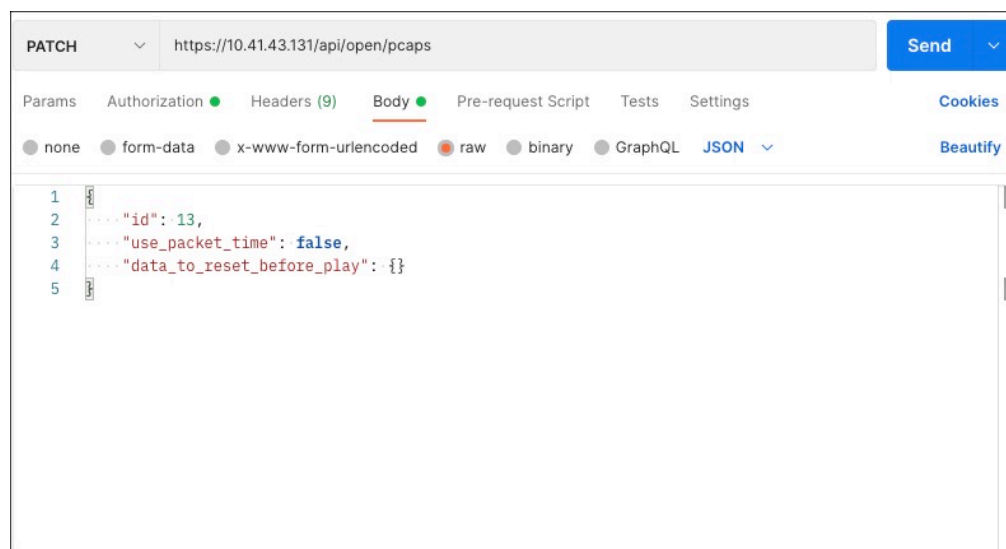 PATCH https://10.41.43.131/api/open/pcaps Send
Params Authorization Headers (9) Body Pre-request Script Tests Settings Cookies
none form-data x-www-form-urlencoded raw binary GraphQL JSON Beautify
1 {
2 "id": 13,
3 "use_packet_time": false,
4 "data_to_reset_before_play": {}
5 }